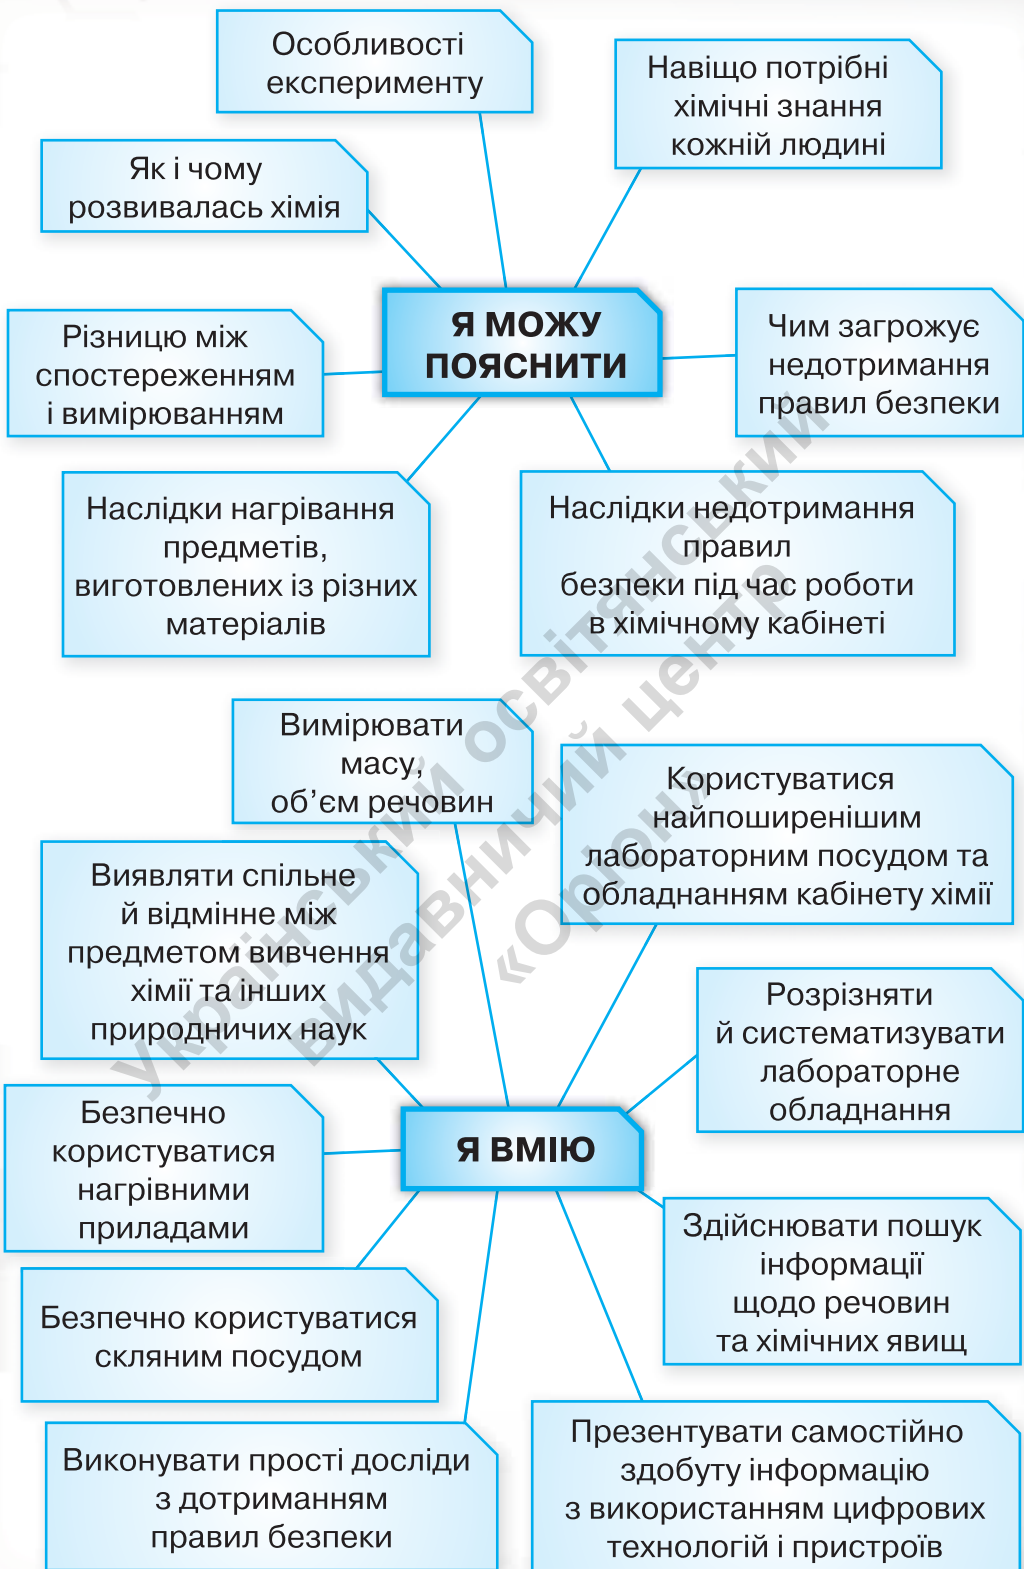 Особливості
експерименту
Навіщо потрібні
хімічні знання
кожній людині
Як і чому
розвивалась хімія
Я МОЖУ
ПОЯСНИТИ
Різницю між
спостереженням
і вимірюванням
Чим загрожує
недотримання
правил безпеки
Наслідки нагрівання
предметів,
виготовлених із різних
матеріалів
Наслідки недотримання
правил
безпеки під час роботи
в хімічному кабінеті
Вимірювати
масу,
об’єм речовин
Користуватися
найпоширенішим
лабораторним посудом та
обладнанням кабінету хімії
Виявляти спільне
й відмінне між
предметом вивчення
хімії та інших
природничих наук
Розрізняти
й систематизувати
лабораторне
обладнання
Безпечно
користуватися
нагрівними
приладами
Я ВМІЮ
Здійснювати пошук
інформації
щодо речовин
та хімічних явищ
Безпечно користуватися
скляним посудом
Виконувати прості досліди
з дотриманням
правил безпеки
Презентувати самостійно
здобуту інформацію
з використанням цифрових
технологій і пристроїв
Український освітянський
видавничий центр
«Оріон»